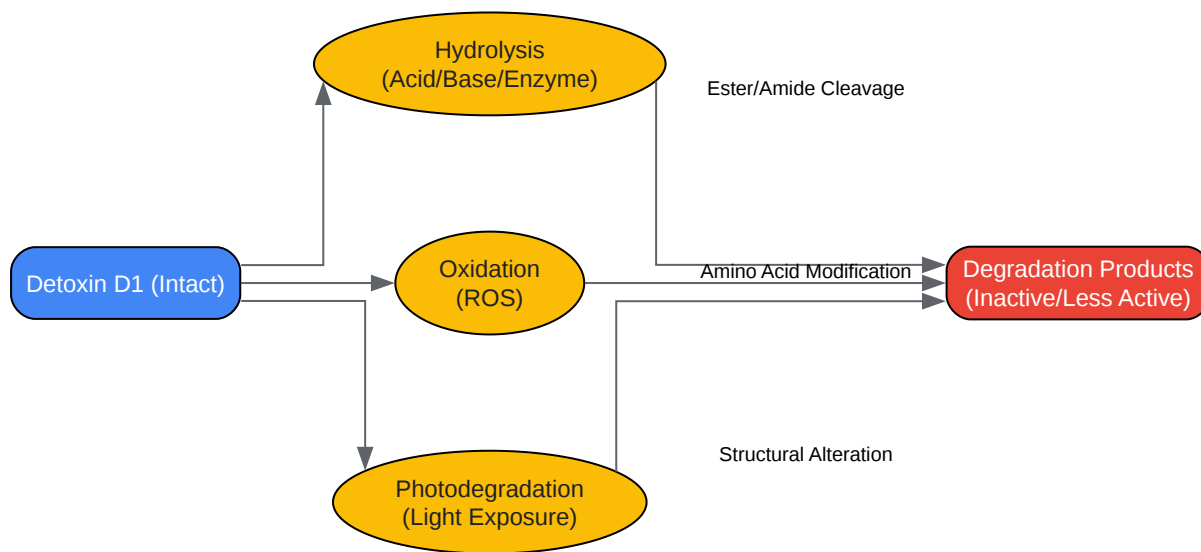 Hydrolysis
(Acid/Base/Enzyme)
Ester/Amide Cleavage
Detoxin D1 (Intact)
Oxidation
(ROS)
Amino Acid Modification
Degradation Products
(Inactive/Less Active)
Structural Alteration
Photodegradation
(Light Exposure)